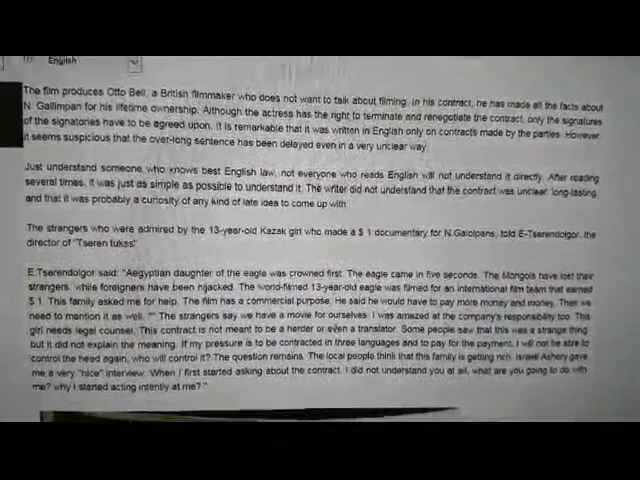 English
The film produces Otto Bell, a British filmmaker who does not want to talk about filming. In his contract, he has made all the facts about
N. Gallimpan for his lifetime ownership. Although the actress has the right to terminate and renegotiate the contract, only the signatures
of the signatories have to be agreed upon. It is remarkable that it was written in English only on contracts made by the parties. However,
it seems suspicious that the over-long sentence has been delayed even in a very unclear way
Just understand someone who knows best English law, not everyone who reads English will not understand it directly. After reading
several times, it was just as simple as possible to understand it. The writer did not understand that the contract was unclear, long-lasting,
and that it was probably a curiosity of any kind of late idea to come up with
The strangers who were admired by the 13-year-old Kazak girl who made a $ 1 documentary for N.Galolpans, told E-Tserendolgor, the
director of "Tseren tukss"
E.Tserendolgor said: "Aegyptian daughter of the eagle was crowned first. The eagle came in five seconds. The Mongols have lost their
strangers, while foreigners have been hijacked. The world-filmed 13-year-old eagle was filmed for an international film team that earned
$ 1. This family asked me for help. The film has a commercial purpose. He said he would have to pay more money and money. Then we
need to mention it as well. "" The strangers say we have a movie for ourselves. I was amazed at the company's responsibility too. This
girl needs legal counsel. This contract is not meant to be a herder or even a translator. Some people saw that this was a strange thing
but it did not explain the meaning. If my pressure is to be contracted in three languages and to pay for the payment, I will not be able to
control the head again, who will control it? The question remains. The local people think that this family is getting rich. Israeli Ashery gave
me a very "nice" interview. When I first started asking about the contract, I did not understand you at all, what are you going to do with
me? why I started acting intently at me? "